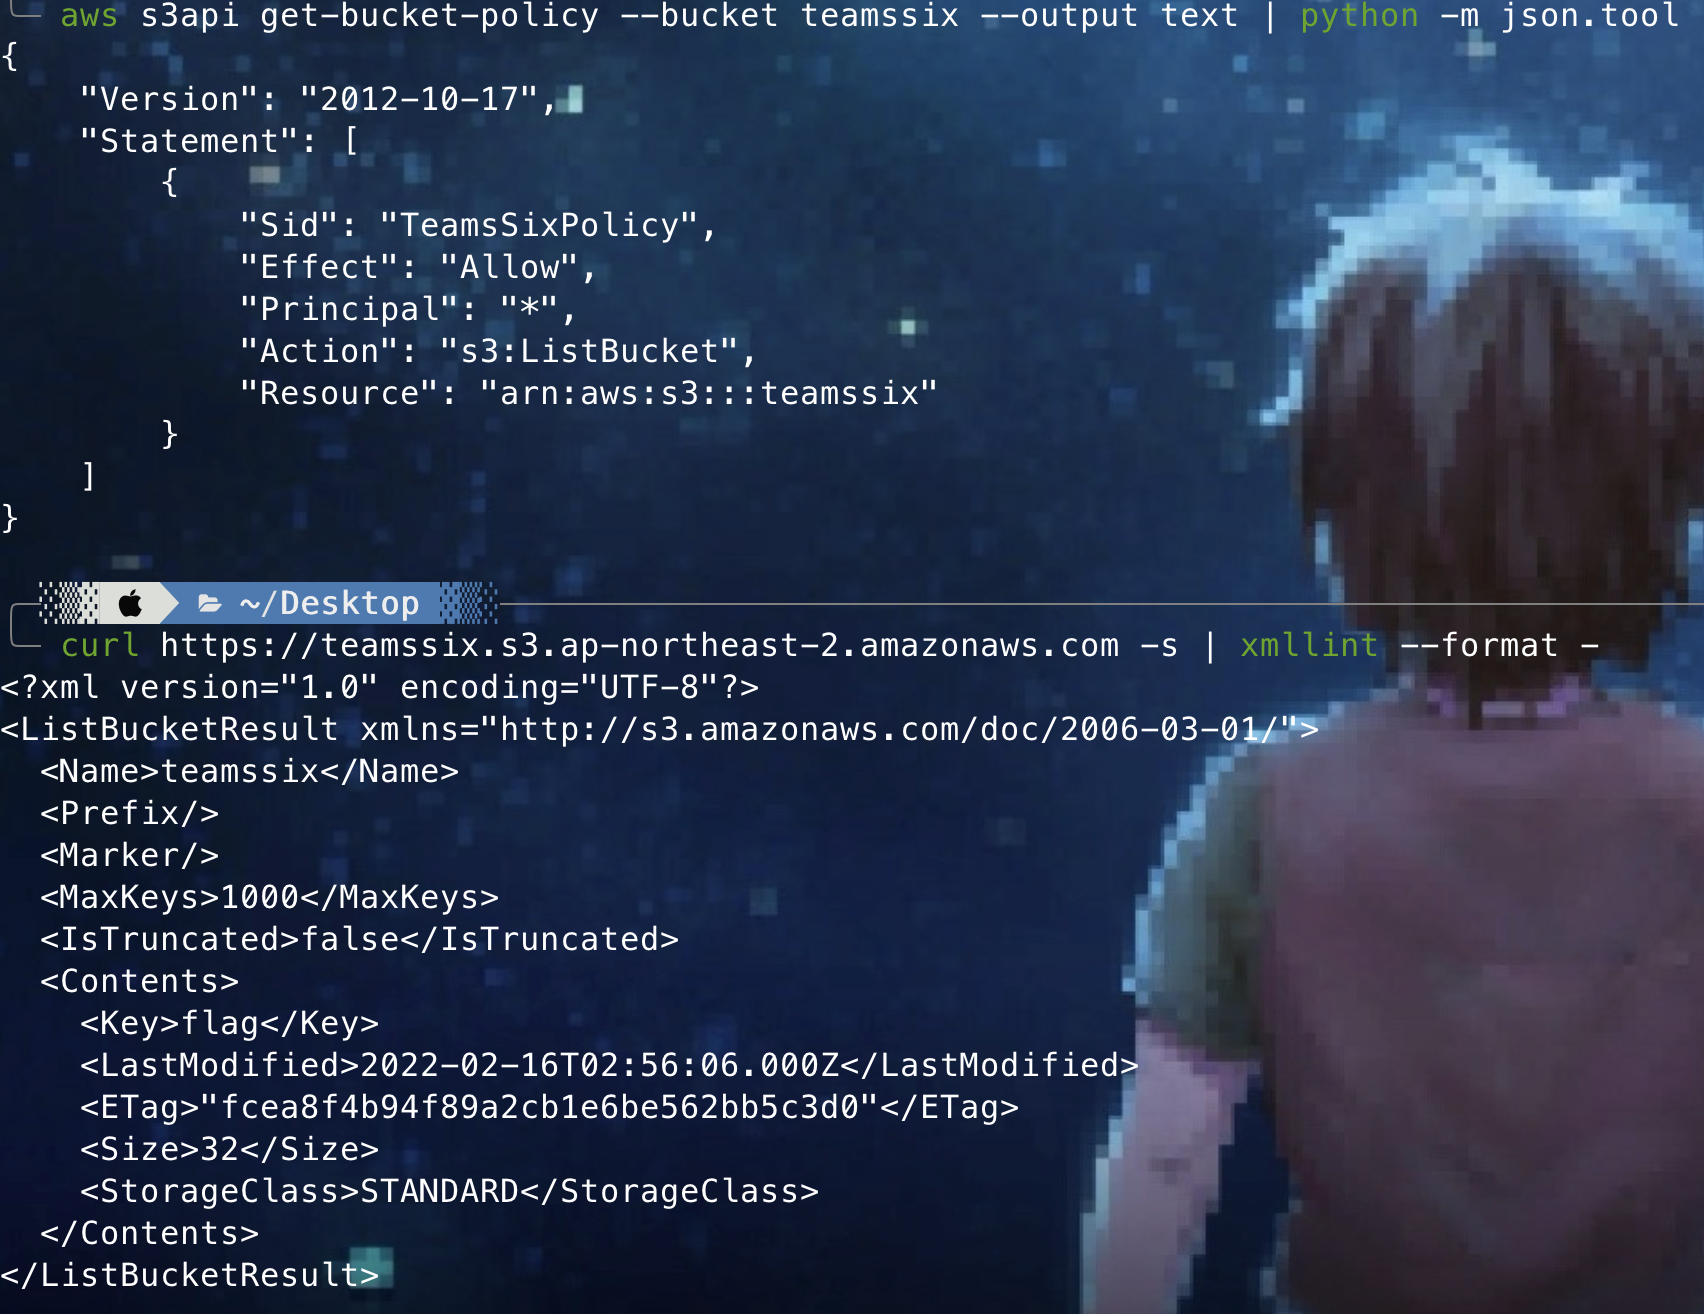 aws s3api get-bucket-policy --bucket teamssix --output text | python -m json.tool
{
    "Version": "2012-10-17",
    "Statement": [
        {
            "Sid": "TeamsSixPolicy",
            "Effect": "Allow",
            "Principal": "*",
            "Action": "s3:ListBucket",
            "Resource": "arn:aws:s3:::teamssix"
        }
    ]
}
~/Desktop
curl https://teamssix.s3.ap-northeast-2.amazonaws.com -s | xmllint --format -
<?xml version="1.0" encoding="UTF-8"?>
<ListBucketResult xmlns="http://s3.amazonaws.com/doc/2006-03-01/">
  <Name>teamssix</Name>
  <Prefix/>
  <Marker/>
  <MaxKeys>1000</MaxKeys>
  <IsTruncated>false</IsTruncated>
  <Contents>
    <Key>flag</Key>
    <LastModified>2022-02-16T02:56:06.000Z</LastModified>
    <ETag>"fcea8f4b94f89a2cb1e6be562bb5c3d0"</ETag>
    <Size>32</Size>
    <StorageClass>STANDARD</StorageClass>
  </Contents>
</ListBucketResult>